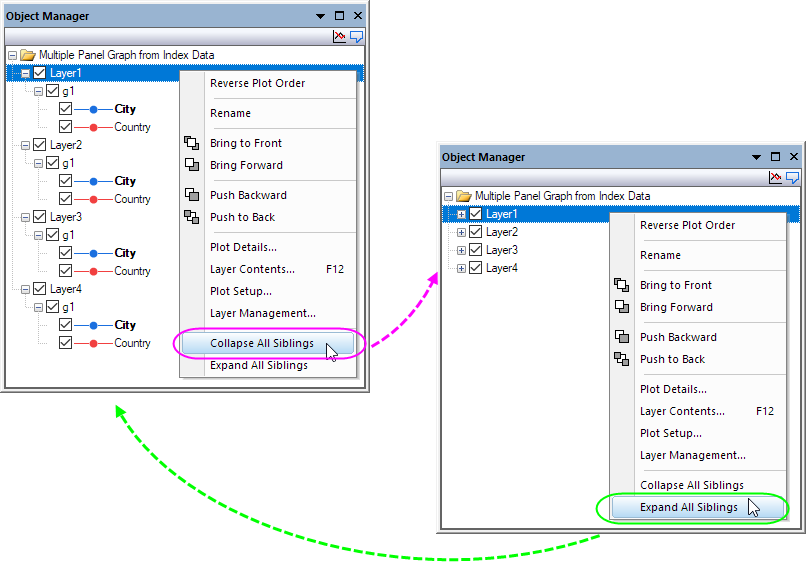 Object Manager
Multiple Panel Graph from Index Data
Layer1
g1
City
Country
Layer2
g1
City
Country
Layer3
g1
City
Country
Layer4
g1
City
Country
Reverse Plot Order
Rename
Bring to Front
Bring Forward
Push Backward
Push to Back
Plot Details...
Layer Contents... F12
Plot Setup...
Layer Management...
Collapse All Siblings
Expand All Siblings
Object Manager
Multiple Panel Graph from Index Data
Layer1
Layer2
Layer3
Layer4
Reverse Plot Order
Rename
Bring to Front
Bring Forward
Push Backward
Push to Back
Plot Details...
Layer Contents... F12
Plot Setup...
Layer Management...
Collapse All Siblings
Expand All Siblings